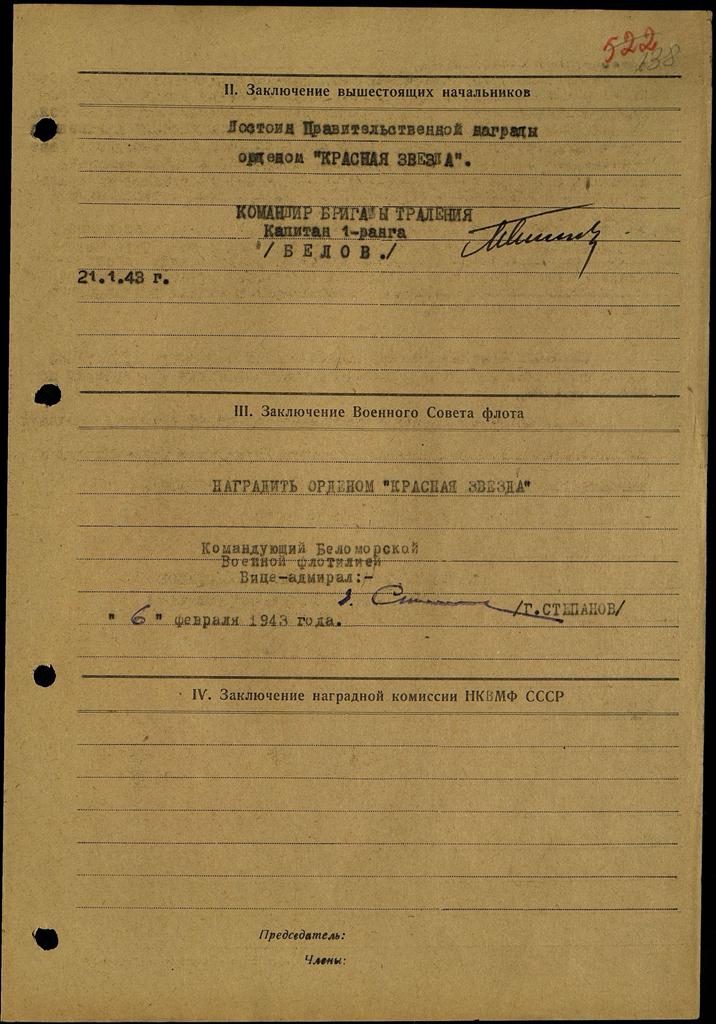 522
138
II. Заключение вышестоящих начальников
Достоин Правительственной награды
орденом "КРАСНАЯ ЗВЕЗДА".
КОМАНДИР БРИГАДЫ ТРАЛЕНИЯ
Капитан 1-ранга
/ Б Е Л О В ./
21.1.43 г.
III. Заключение Военного Совета флота
НАГРАДИТЬ ОРДЕНОМ "КРАСНАЯ ЗВЕЗДА"
Командующий Беломорской
Военной флотилией
Вице-адмирал:-
/Г.СТЕПАНОВ/
" 6 " февраля 1943 года.
IV. Заключение наградной комиссии НКВМФ СССР
Председатель:
Члены: